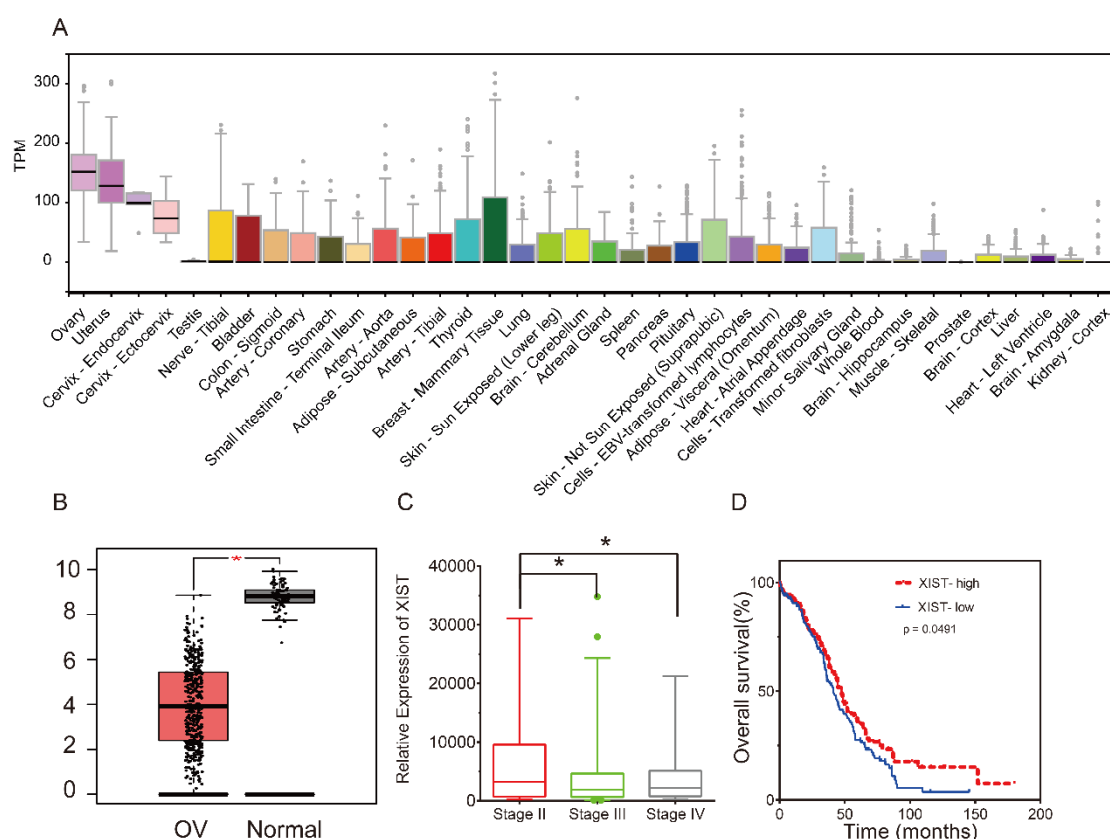 A
TPM
300
200
100
0
Ovary
Uterus
Cervix - Endocervix
Cervix - Ectocervix
Testis
Nerve - Tibial
Bladder
Colon - Sigmoid
Artery - Coronary
Stomach
Small Intestine - Terminal Ileum
Artery - Aorta
Adipose - Subcutaneous
Artery - Tibial
Thyroid
Breast - Mammary Tissue
Lung
Skin - Sun Exposed (Lower leg)
Brain - Cerebellum
Adrenal Gland
Spleen
Pancreas
Pituitary
Skin - Not Sun Exposed (Suprapubic)
Cells - EBV-transformed lymphocytes
Adipose - Visceral (Omentum)
Heart - Atrial Appendage
Cells - Transformed fibroblasts
Minor Salivary Gland
Whole Blood
Brain - Hippocampus
Muscle - Skeletal
Prostate
Brain - Cortex
Liver
Heart - Left Ventricle
Brain - Amygdala
Kidney - Cortex
B
*
10
8
6
4
2
0
OV Normal
C
Relative Expression of XIST
*
*
40000
30000
20000
10000
0
Stage II Stage III Stage IV
D
Overall survival(%)
100
50
0
XIST- high
XIST- low
p = 0.0491
0 50 100 150 200
Time (months)